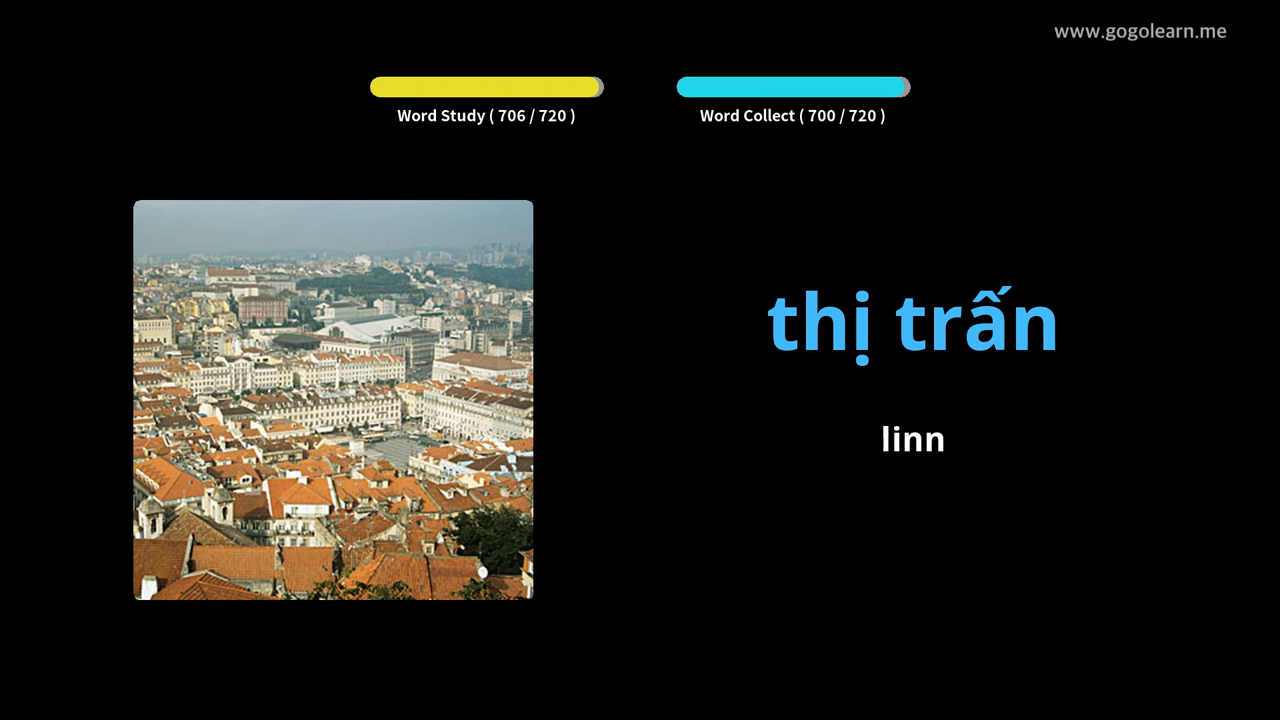 www.gogolearn.me
Word Study ( 706 / 720 )
Word Collect ( 700 / 720 )
thị trấn
linn